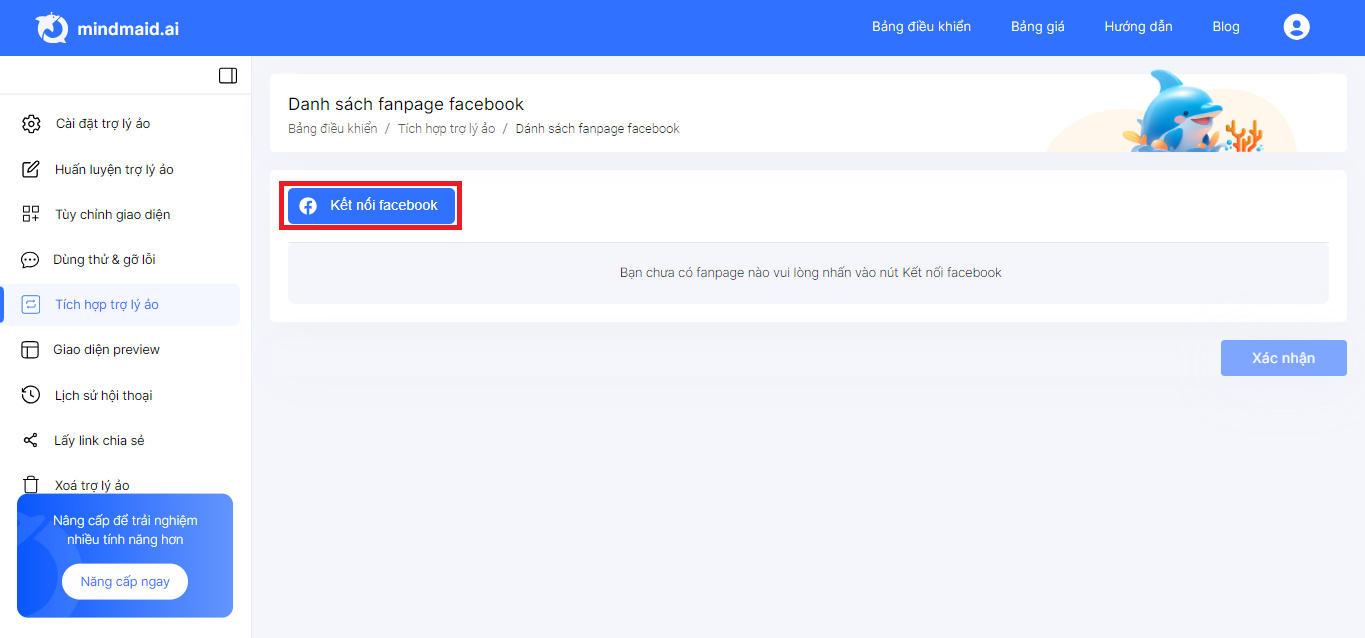 mindmaid.ai
Bảng điều khiển
Bảng giá
Hướng dẫn
Blog
Cài đặt trợ lý ảo
Huấn luyện trợ lý ảo
Tùy chỉnh giao diện
Dùng thử & gỡ lỗi
Tích hợp trợ lý ảo
Giao diện preview
Lịch sử hội thoại
Lấy link chia sẻ
Xoá trợ lý ảo
Nâng cấp để trải nghiệm
nhiều tính năng hơn
Nâng cấp ngay
Danh sách fanpage facebook
Bảng điều khiển / Tích hợp trợ lý ảo / Dánh sách fanpage facebook
Kết nối facebook
Bạn chưa có fanpage nào vui lòng nhấn vào nút Kết nối facebook
Xác nhận